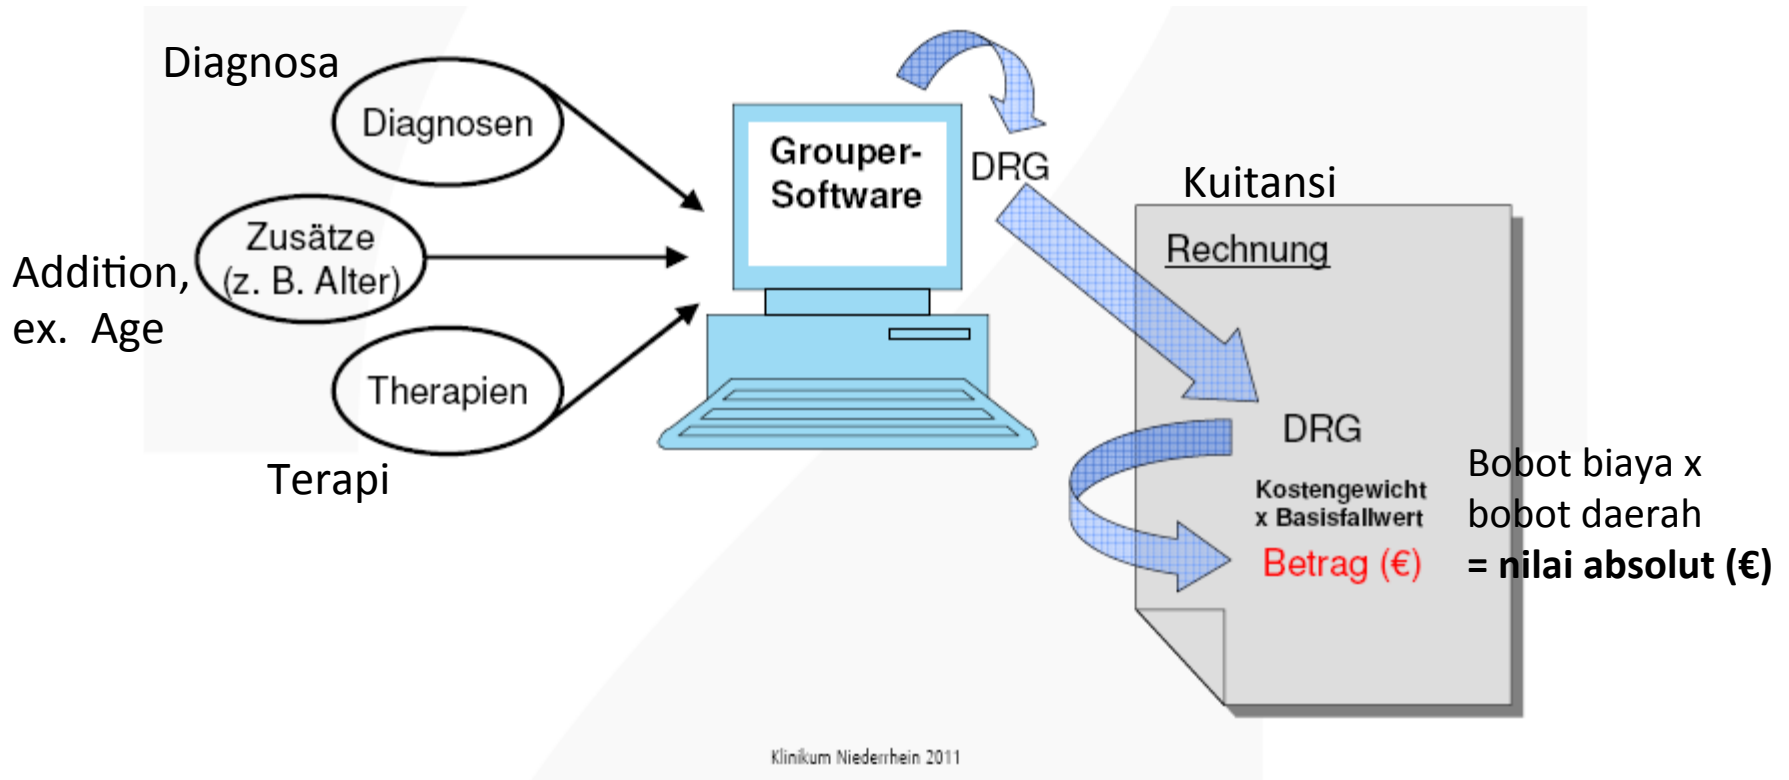 Diagnosa
Diagnosen
Zusätze
(z. B. Alter)
Addition,
ex.  Age
Therapien
Terapi
Grouper-
Software
DRG
Kuitansi
Rechnung
DRG
Kostengewicht
x Basisfallwert
Betrag (€)
Bobot biaya x
bobot daerah
= nilai absolut (€)
Klinikum Niederrhein 2011